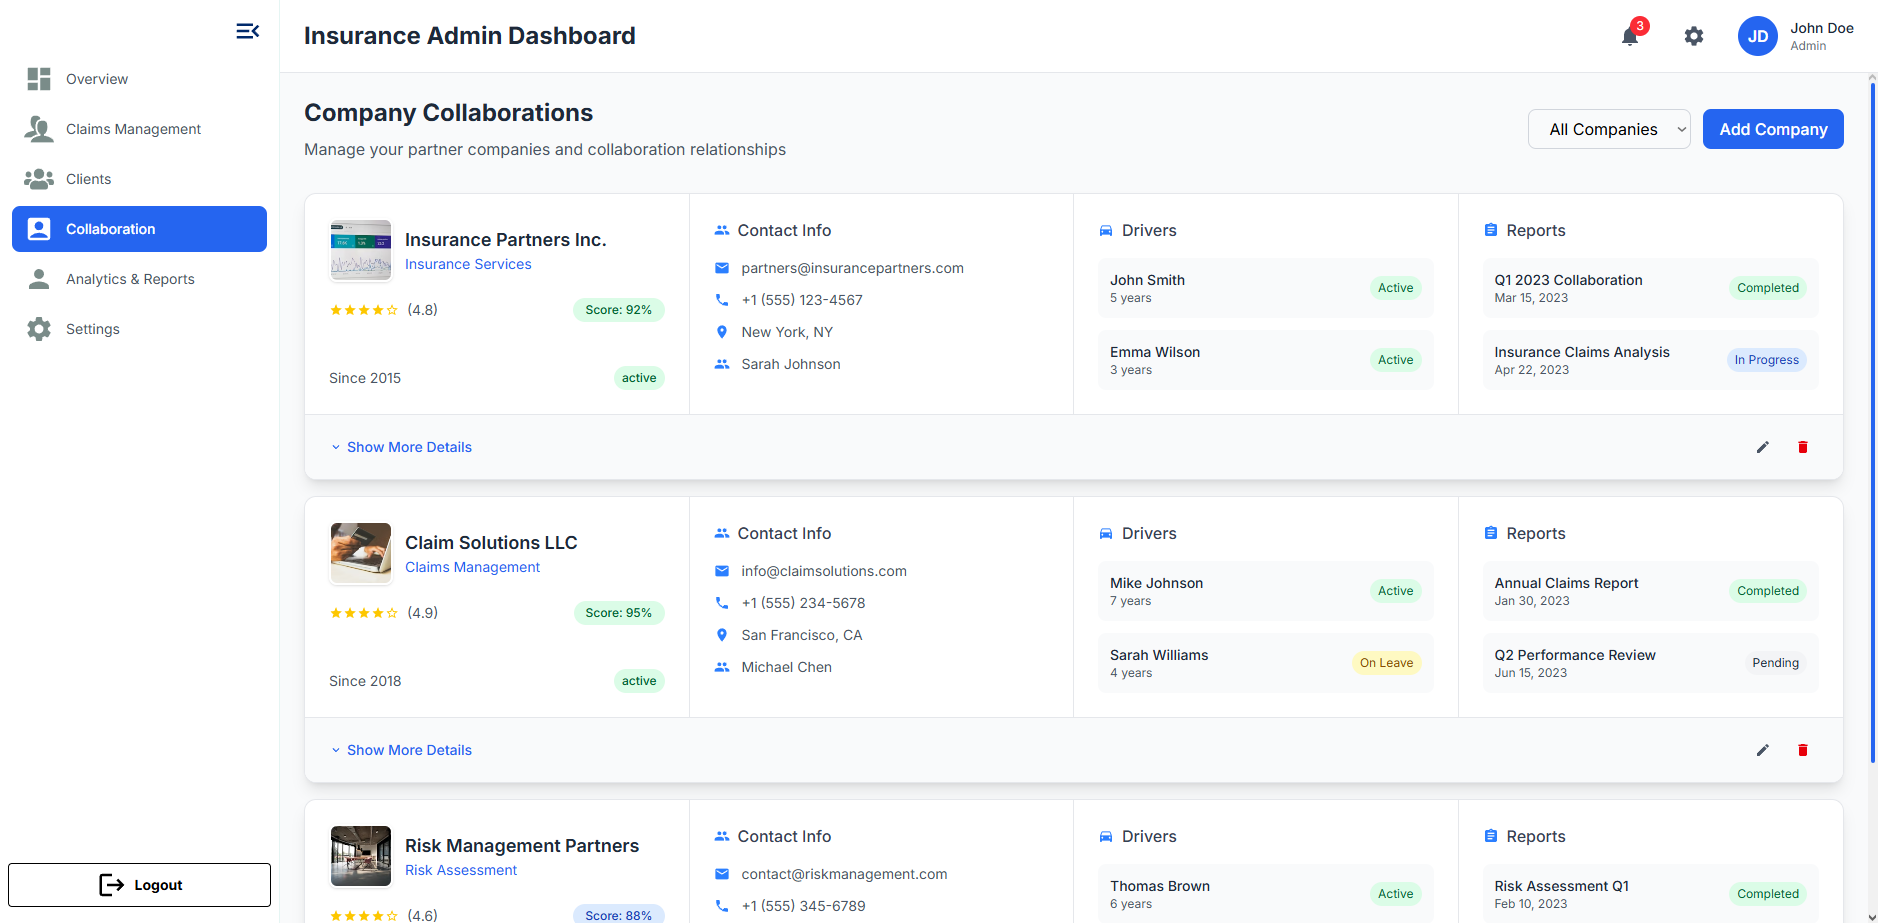 Overview
Claims Management
Clients
Collaboration
Analytics & Reports
Settings
Logout
Insurance Admin Dashboard
3
JD
John Doe
Admin
Company Collaborations
Manage your partner companies and collaboration relationships
All Companies
Add Company
Insurance Partners Inc.
Insurance Services
(4.8)
Score: 92%
Since 2015
active
Contact Info
partners@insurancepartners.com
+1 (555) 123-4567
New York, NY
Sarah Johnson
Drivers
John Smith
5 years
Active
Emma Wilson
3 years
Active
Reports
Q1 2023 Collaboration
Mar 15, 2023
Completed
Insurance Claims Analysis
Apr 22, 2023
In Progress
Show More Details
Claim Solutions LLC
Claims Management
(4.9)
Score: 95%
Since 2018
active
Contact Info
info@claimsolutions.com
+1 (555) 234-5678
San Francisco, CA
Michael Chen
Drivers
Mike Johnson
7 years
Active
Sarah Williams
4 years
On Leave
Reports
Annual Claims Report
Jan 30, 2023
Completed
Q2 Performance Review
Jun 15, 2023
Pending
Show More Details
Risk Management Partners
Risk Assessment
(4.6)
Score: 88%
Contact Info
contact@riskmanagement.com
+1 (555) 345-6789
Drivers
Thomas Brown
6 years
Active
Reports
Risk Assessment Q1
Feb 10, 2023
Completed